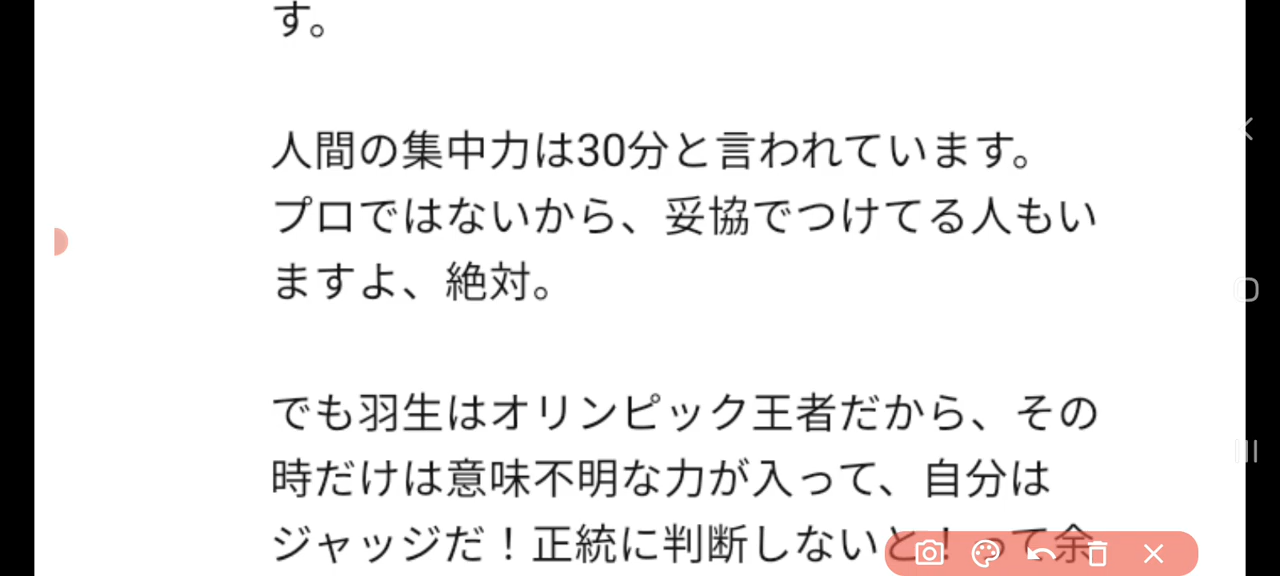 す。
人間の集中力は30分と言われています。
プロではないから、妥協でつけてる人もい
ますよ、絶対。
でも羽生はオリンピック王者だから、その
時だけは意味不明な力が入って、自分は
ジャッジだ！正統に判断しないと！って余